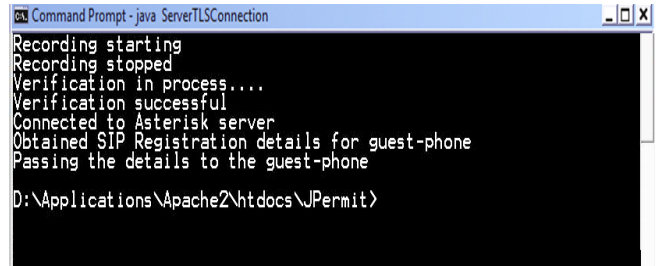 Command Prompt - java ServerTLSConnection
Recording starting
Recording stopped
Verification in process....
Verification successful
Connected to Asterisk server
Obtained SIP Registration details for guest-phone
Passing the details to the guest-phone
D:\Applications\Apache2\htdocs\JPermit>